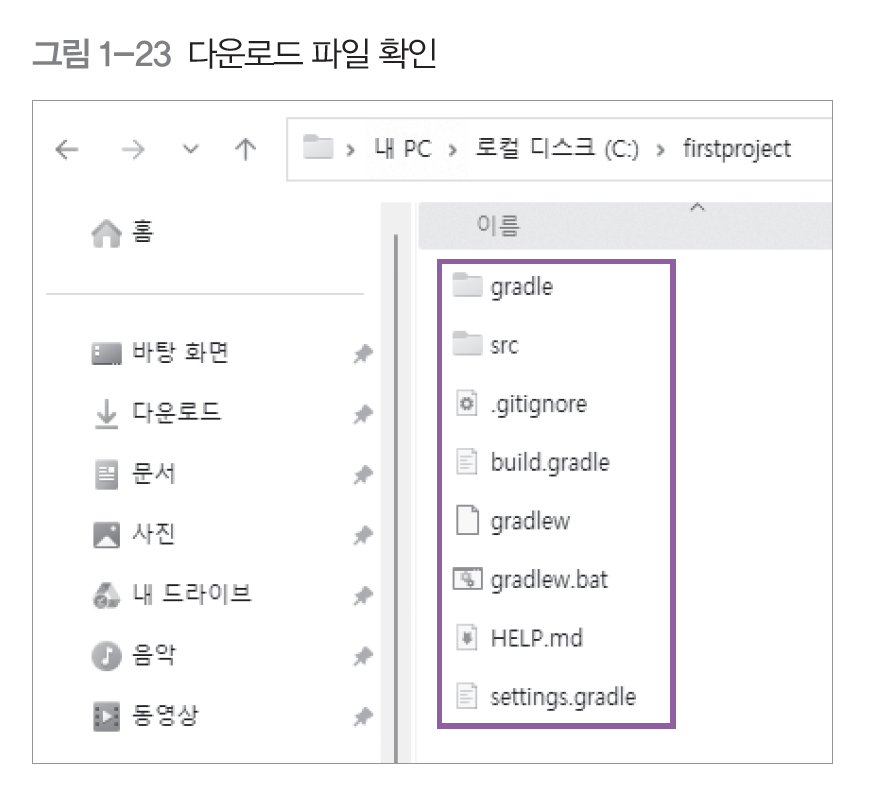 그림 1-23 다운로드 파일 확인
내 PC > 로컬 디스크 (C:) > firstproject
홈
바탕 화면
다운로드
문서
사진
내 드라이브
음악
동영상
이름
gradle
src
.gitignore
build.gradle
gradlew
gradlew.bat
HELP.md
settings.gradle